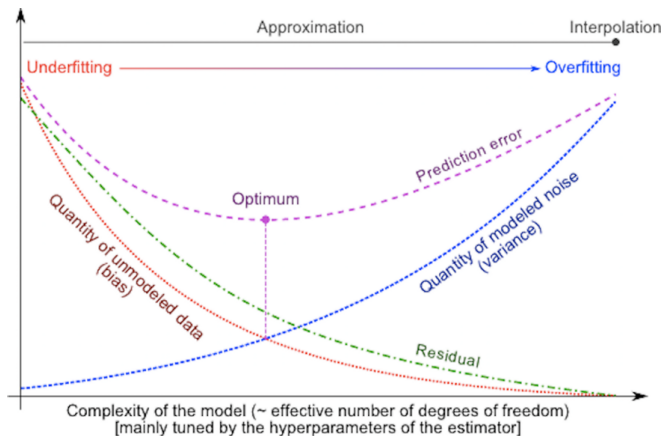 Approximation
Interpolation
Underfitting
Overfitting
Prediction error
Optimum
Quantity of unmodeled data
(bias)
Quantity of modeled noise
(variance)
Residual
Complexity of the model (~ effective number of degrees of freedom)
[mainly tuned by the hyperparameters of the estimator]